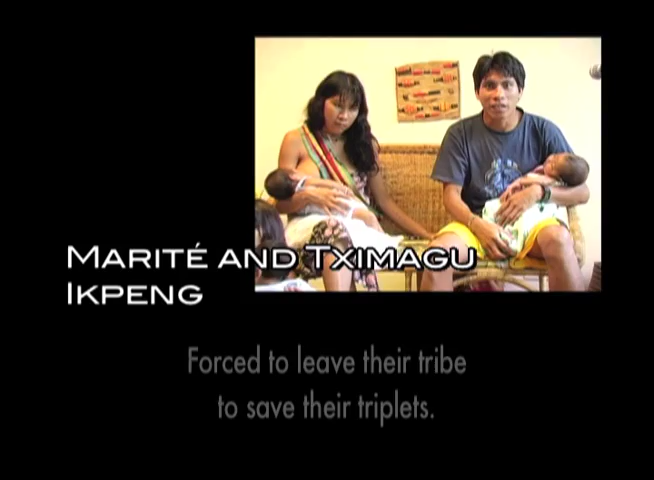 MARITÉ AND TXIMAGU
IKPENG
Forced to leave their tribe
to save their triplets.